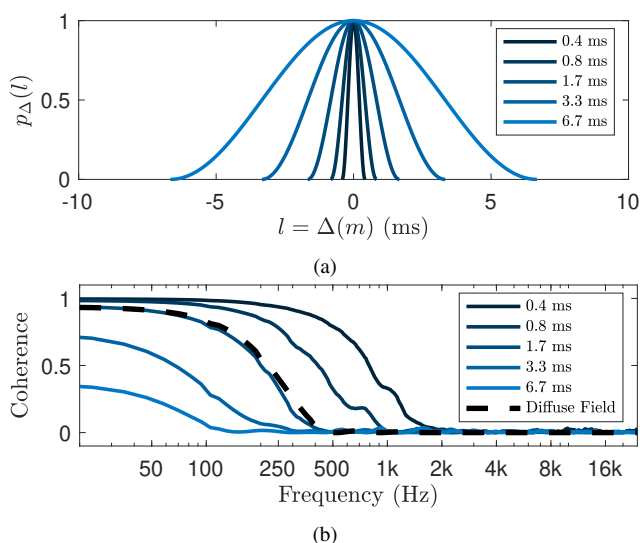 1
0.5
0
p_Δ(l)
0.4 ms
0.8 ms
1.7 ms
3.3 ms
6.7 ms
-10 -5 0 5 10
l = Δ(m) (ms)
(a)
1
0.5
0
Coherence
0.4 ms
0.8 ms
1.7 ms
3.3 ms
6.7 ms
Diffuse Field
50 100 250 500 1k 2k 4k 8k 16k
Frequency (Hz)
(b)